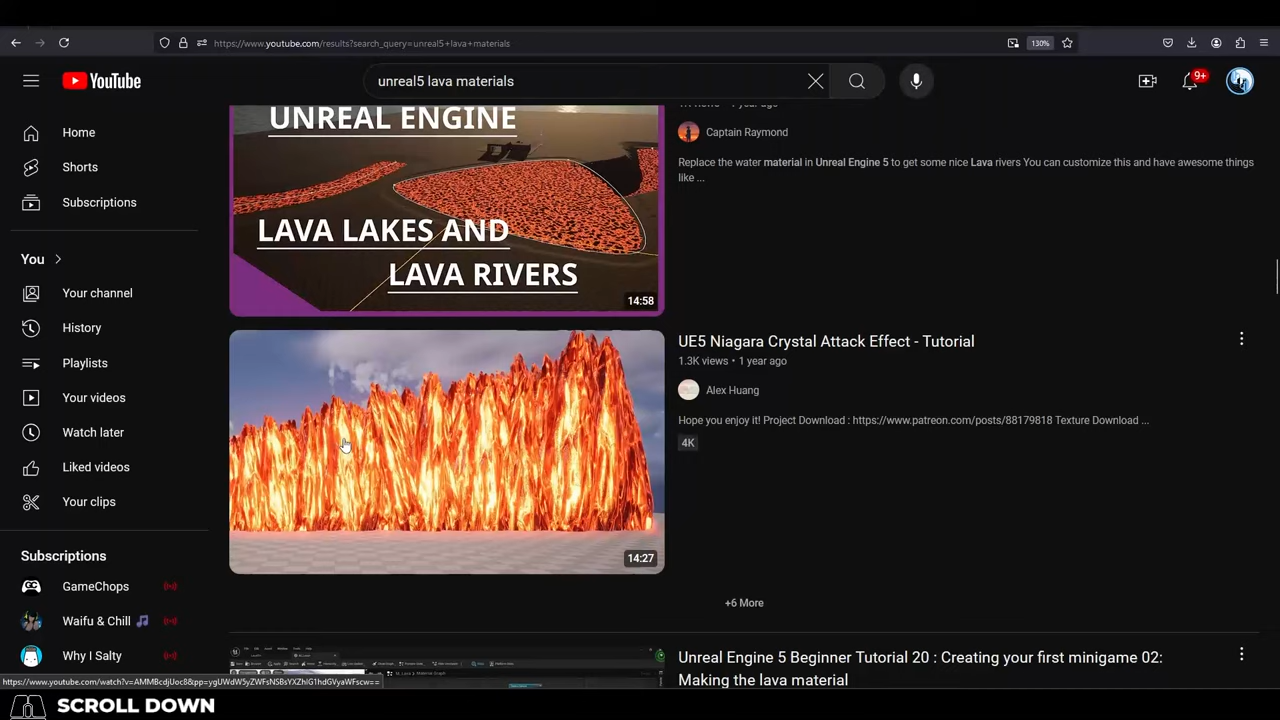 https://www.youtube.com/results?search_query=unreal5+lava+materials
130%
YouTube
unreal5 lava materials
9+
Home
Shorts
Subscriptions
You
Your channel
History
Playlists
Your videos
Watch later
Liked videos
Your clips
Subscriptions
GameChops
Waifu & Chill 🎵
Why I Salty
UNREAL ENGINE
LAVA LAKES AND
LAVA RIVERS
14:58
1 year ago
Captain Raymond
Replace the water material in Unreal Engine 5 to get some nice Lava rivers You can customize this and have awesome things
like ...
14:27
UE5 Niagara Crystal Attack Effect - Tutorial
1.3K views • 1 year ago
Alex Huang
Hope you enjoy it! Project Download : https://www.patreon.com/posts/88179818 Texture Download ...
4K
+6 More
Unreal Engine 5 Beginner Tutorial 20 : Creating your first minigame 02:
Making the lava material
SCROLL DOWN